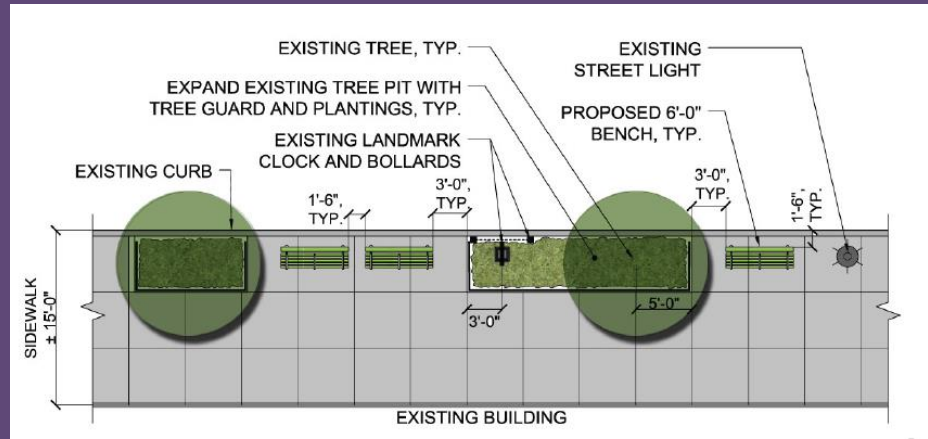 EXISTING TREE, TYP.
EXISTING
STREET LIGHT
EXPAND EXISTING TREE PIT WITH
TREE GUARD AND PLANTINGS, TYP.
PROPOSED 6'-0"
BENCH, TYP.
EXISTING LANDMARK
CLOCK AND BOLLARDS
EXISTING CURB
1'-6",
TYP.
3'-0",
TYP.
3'-0",
TYP.
1'-6",
TYP.
3'-0"
5'-0"
SIDEWALK
± 15'-0"
EXISTING BUILDING